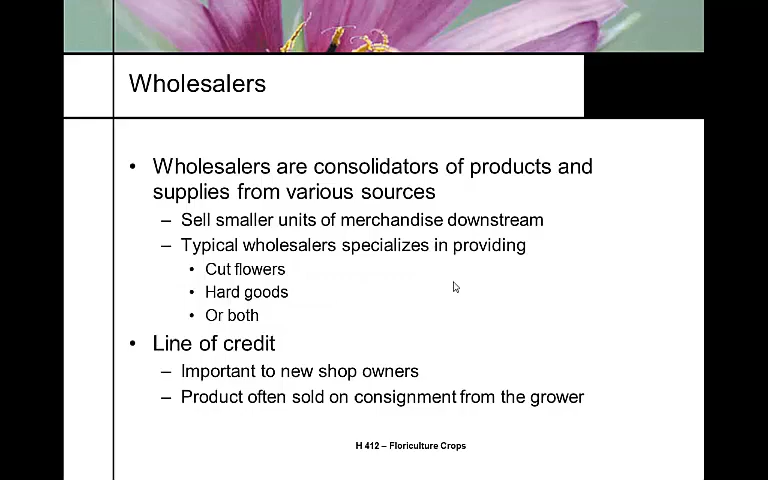 Wholesalers
• Wholesalers are consolidators of products and
supplies from various sources
– Sell smaller units of merchandise downstream
– Typical wholesalers specializes in providing
• Cut flowers
• Hard goods
• Or both
• Line of credit
– Important to new shop owners
– Product often sold on consignment from the grower
H 412 – Floriculture Crops